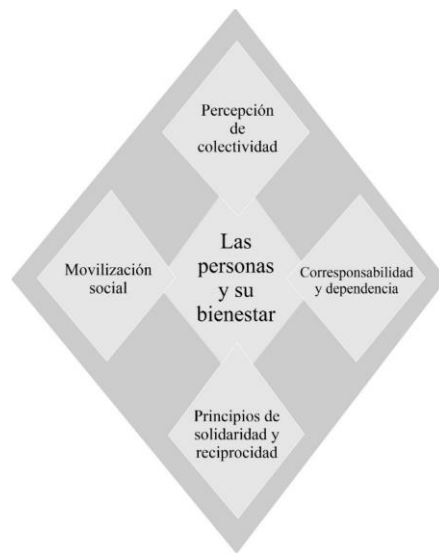 Percepción
de
colectividad
Movilización
social
Las
personas
y su
bienestar
Corresponsabilidad
y dependencia
Principios de
solidaridad y
reciprocidad